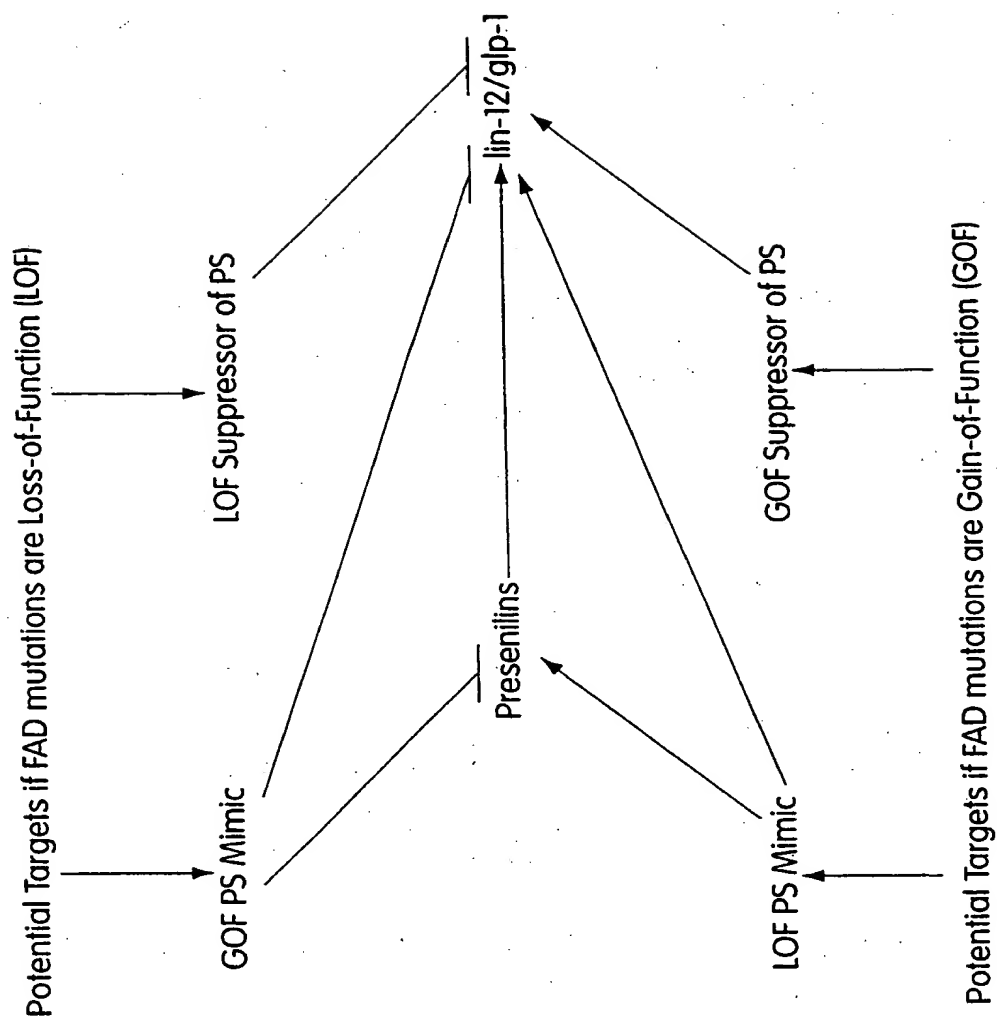 Potential Targets if FAD mutations are Loss-of-Function (LOF)
GOF PS Mimic
LOF Suppressor of PS
Presenilins
lin-12/glp-1
LOF PS Mimic
GOF Suppressor of PS
Potential Targets if FAD mutations are Gain-of-Function (GOF)